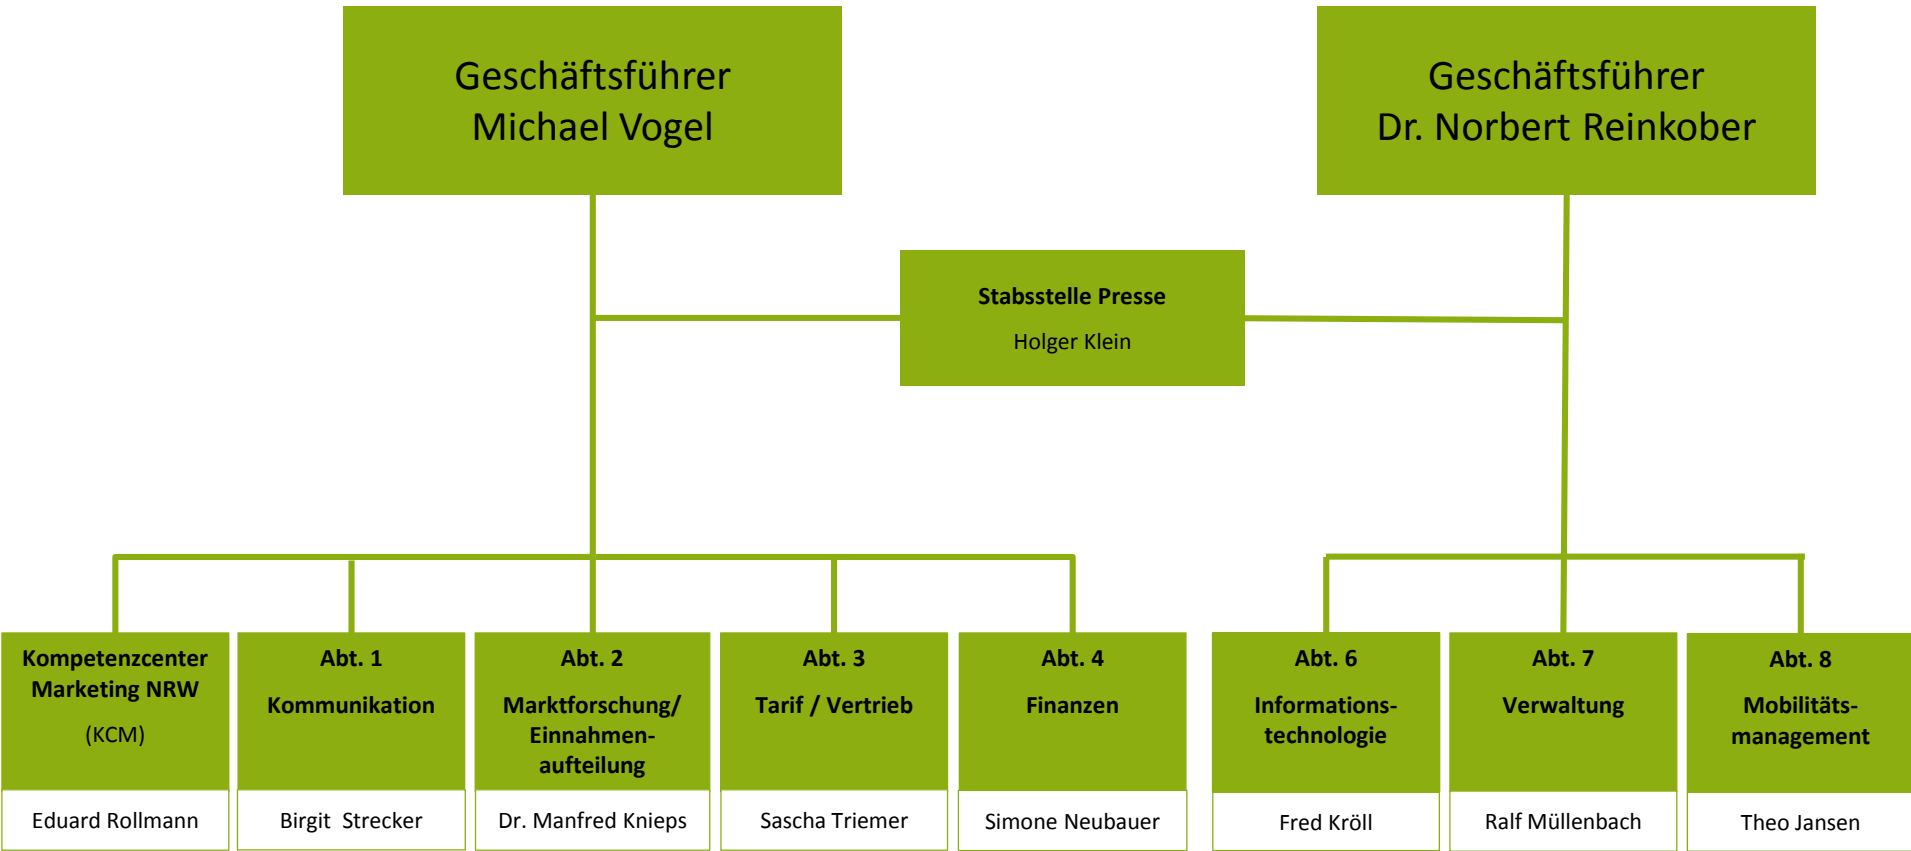 Geschäftsführer
Michael Vogel
Geschäftsführer
Dr. Norbert Reinkober
Stabsstelle Presse
Holger Klein
Kompetenzcenter
Marketing NRW
(KCM)
Eduard Rollmann
Abt. 1
Kommunikation
Birgit Strecker
Abt. 2
Marktforschung/
Einnahmen-
aufteilung
Dr. Manfred Knieps
Abt. 3
Tarif / Vertrieb
Sascha Triemer
Abt. 4
Finanzen
Simone Neubauer
Abt. 6
Informations-
technologie
Fred Kröll
Abt. 7
Verwaltung
Ralf Müllenbach
Abt. 8
Mobilitäts-
management
Theo Jansen